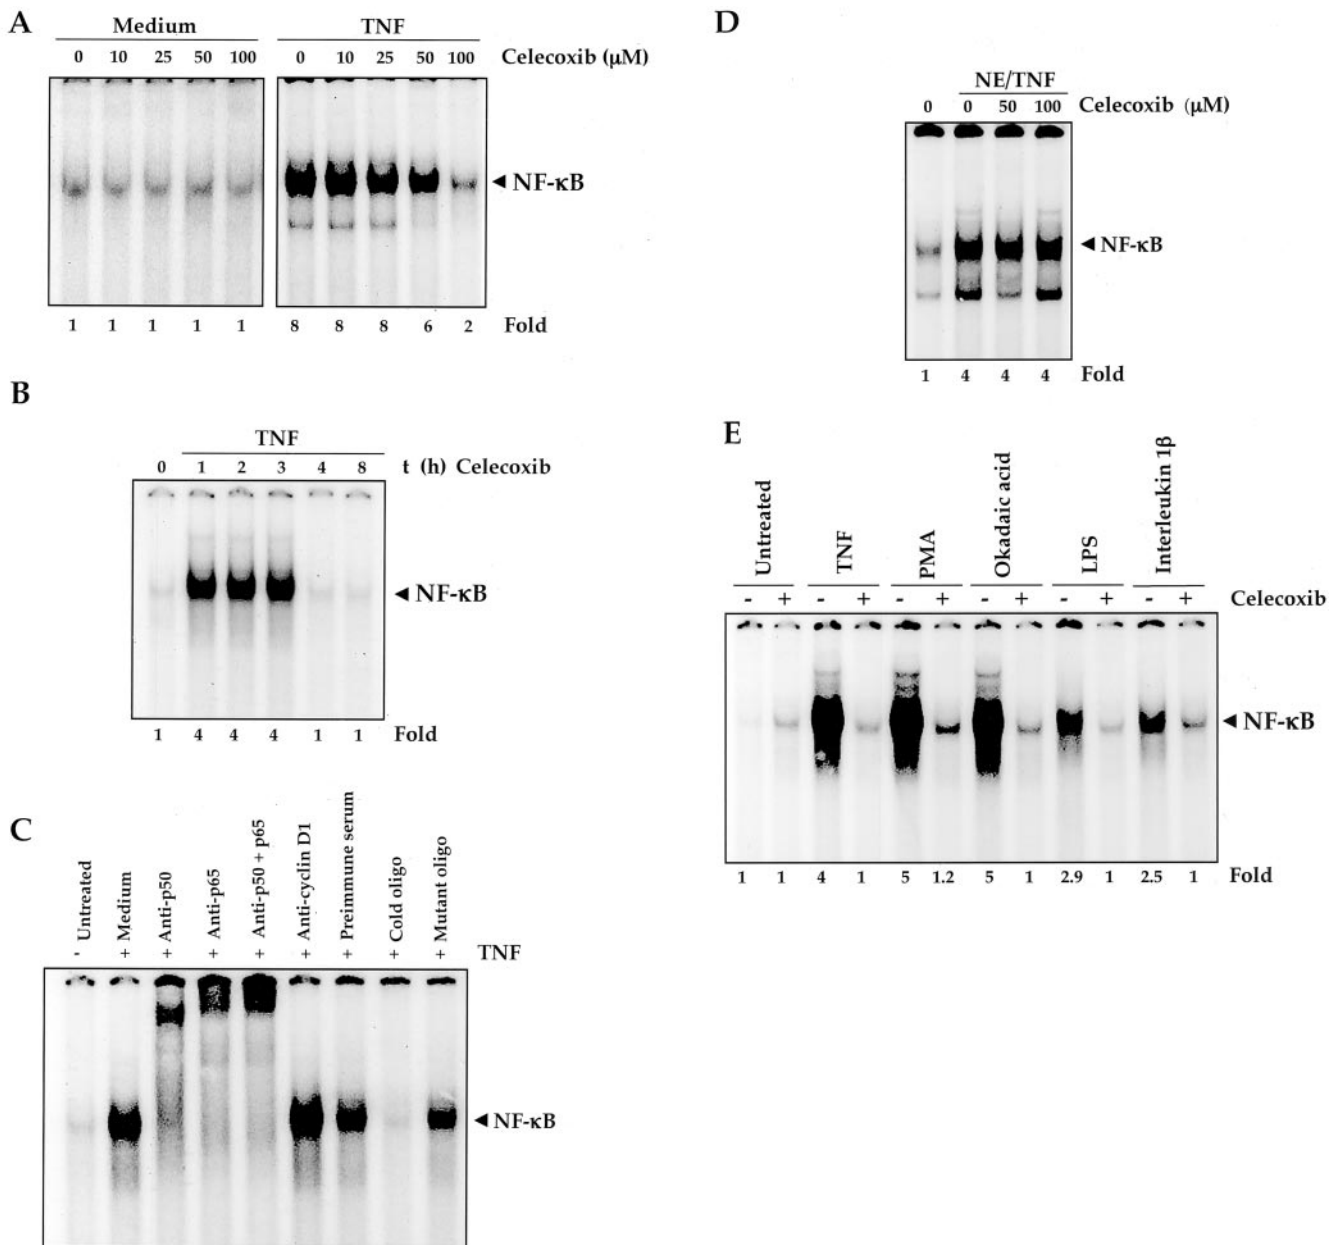 A
Medium TNF
0 10 25 50 100 0 10 25 50 100 Celecoxib (μM)
◄ NF-κB
1 1 1 1 1 8 8 8 6 2 Fold
B
TNF
0 1 2 3 4 8 t (h) Celecoxib
◄ NF-κB
1 4 4 4 1 1 Fold
C
- Untreated
+ Medium
+ Anti-p50
+ Anti-p65
+ Anti-p50 + p65
+ Anti-cyclin D1
+ Preimmune serum
+ Cold oligo
+ Mutant oligo
TNF
◄ NF-κB
D
NE/TNF
0 0 50 100 Celecoxib (μM)
◄ NF-κB
1 4 4 4 Fold
E
Untreated
TNF
PMA
Okadaic acid
LPS
Interleukin 1β
- + - + - + - + - + - + Celecoxib
◄ NF-κB
1 1 4 1 5 1.2 5 1 2.9 1 2.5 1 Fold